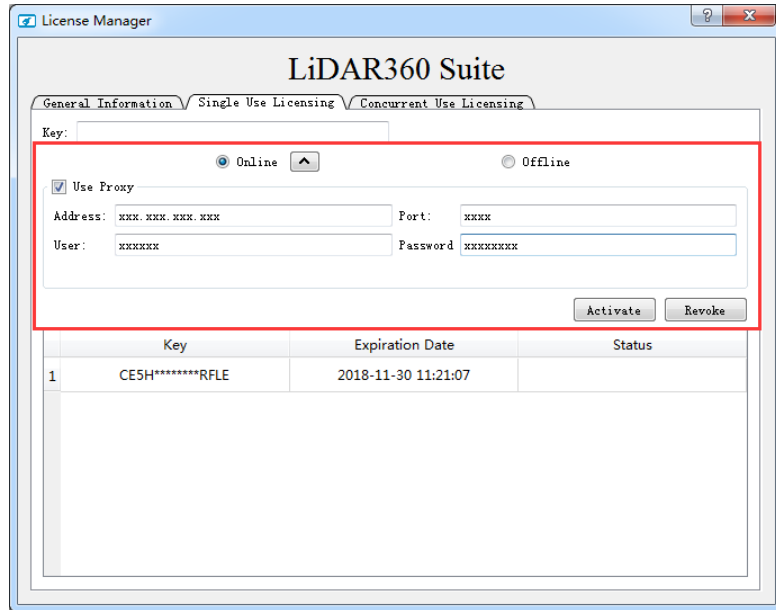 License Manager
LiDAR360 Suite
General Information Single Use Licensing Concurrent Use Licensing
Key:
Online Offline
Use Proxy
Address: xxx.xxx.xxx.xxx Port: xxxx
User: xxxxxx Password xxxxxxxx
Activate Revoke
Key Expiration Date Status
1 CE5H********RFLE 2018-11-30 11:21:07